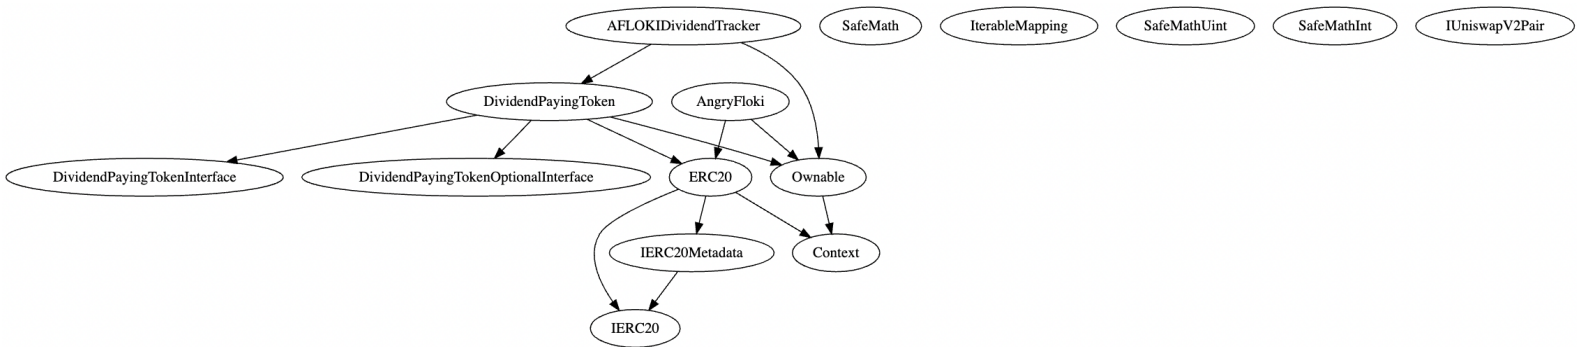 AFLOKIDividendTracker
SafeMath
IterableMapping
SafeMathUint
SafeMathInt
IUniswapV2Pair
DividendPayingToken
AngryFloki
DividendPayingTokenInterface
DividendPayingTokenOptionalInterface
ERC20
Ownable
IERC20Metadata
Context
IERC20